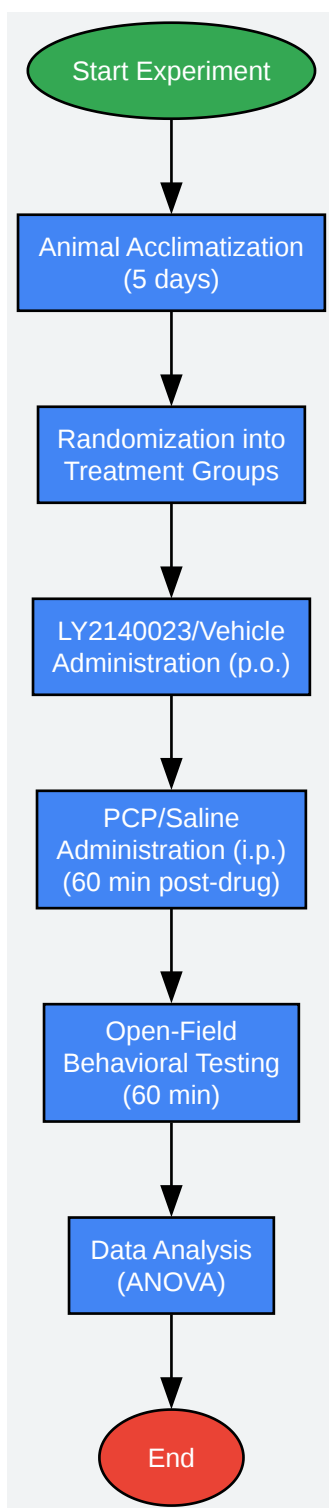 Start Experiment
Animal Acclimatization
(5 days)
Randomization into
Treatment Groups
LY2140023/Vehicle
Administration (p.o.)
PCP/Saline
Administration (i.p.)
(60 min post-drug)
Open-Field
Behavioral Testing
(60 min)
Data Analysis
(ANOVA)
End